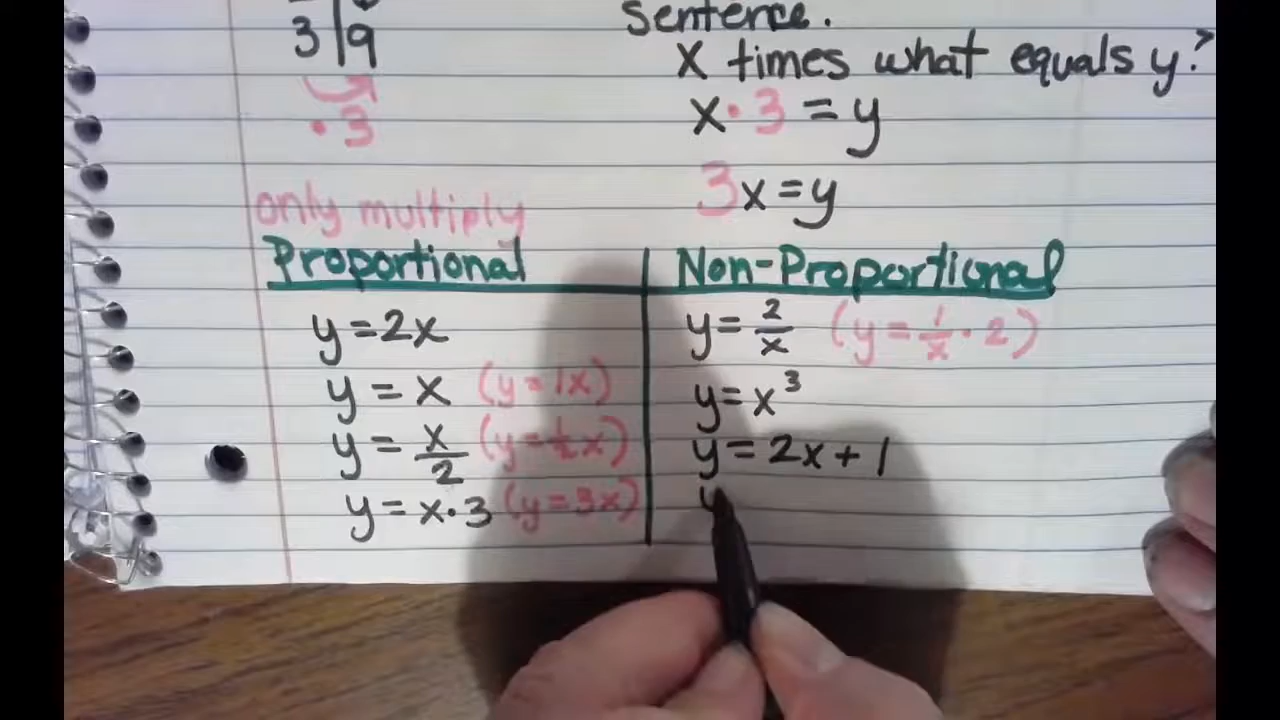 sentence.
3 | 9
x times what equals y?
· 3
x · 3 = y
3x = y
only multiply
Proportional
y = 2x
y = x (y = 1x)
y = x/2 (y = 1/2 x)
y = x · 3 (y = 3x)
Non-Proportional
y = 2/x (y = 1/x · 2)
y = x³
y = 2x + 1
y